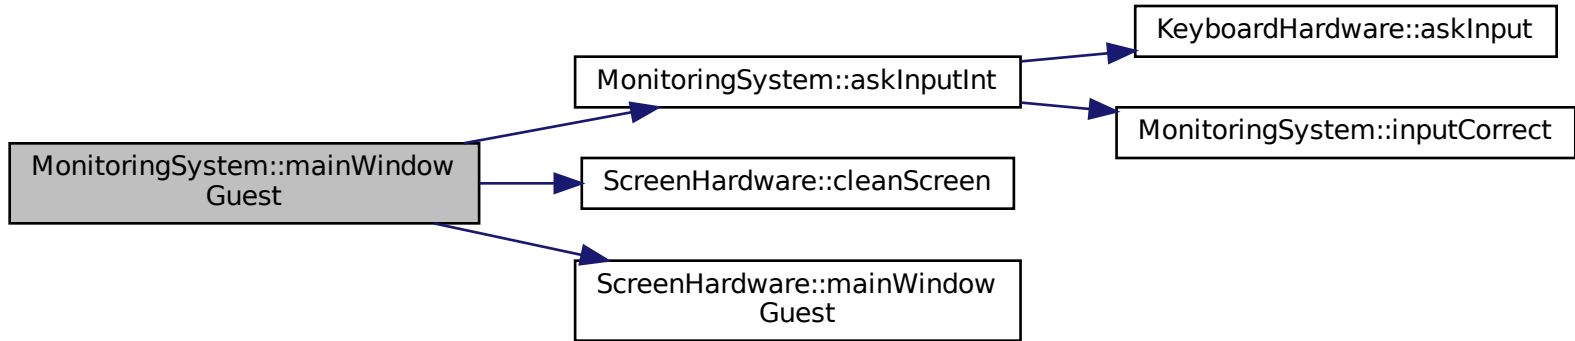 MonitoringSystem::mainWindow
Guest
MonitoringSystem::askInputInt
KeyboardHardware::askInput
MonitoringSystem::inputCorrect
ScreenHardware::cleanScreen
ScreenHardware::mainWindow
Guest